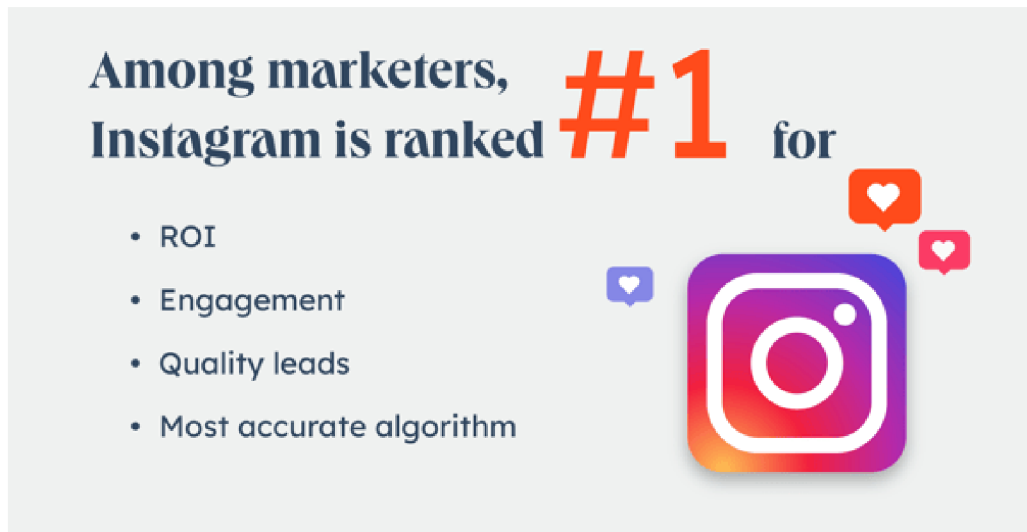 Among marketers,
Instagram is ranked #1 for
• ROI
• Engagement
• Quality leads
• Most accurate algorithm